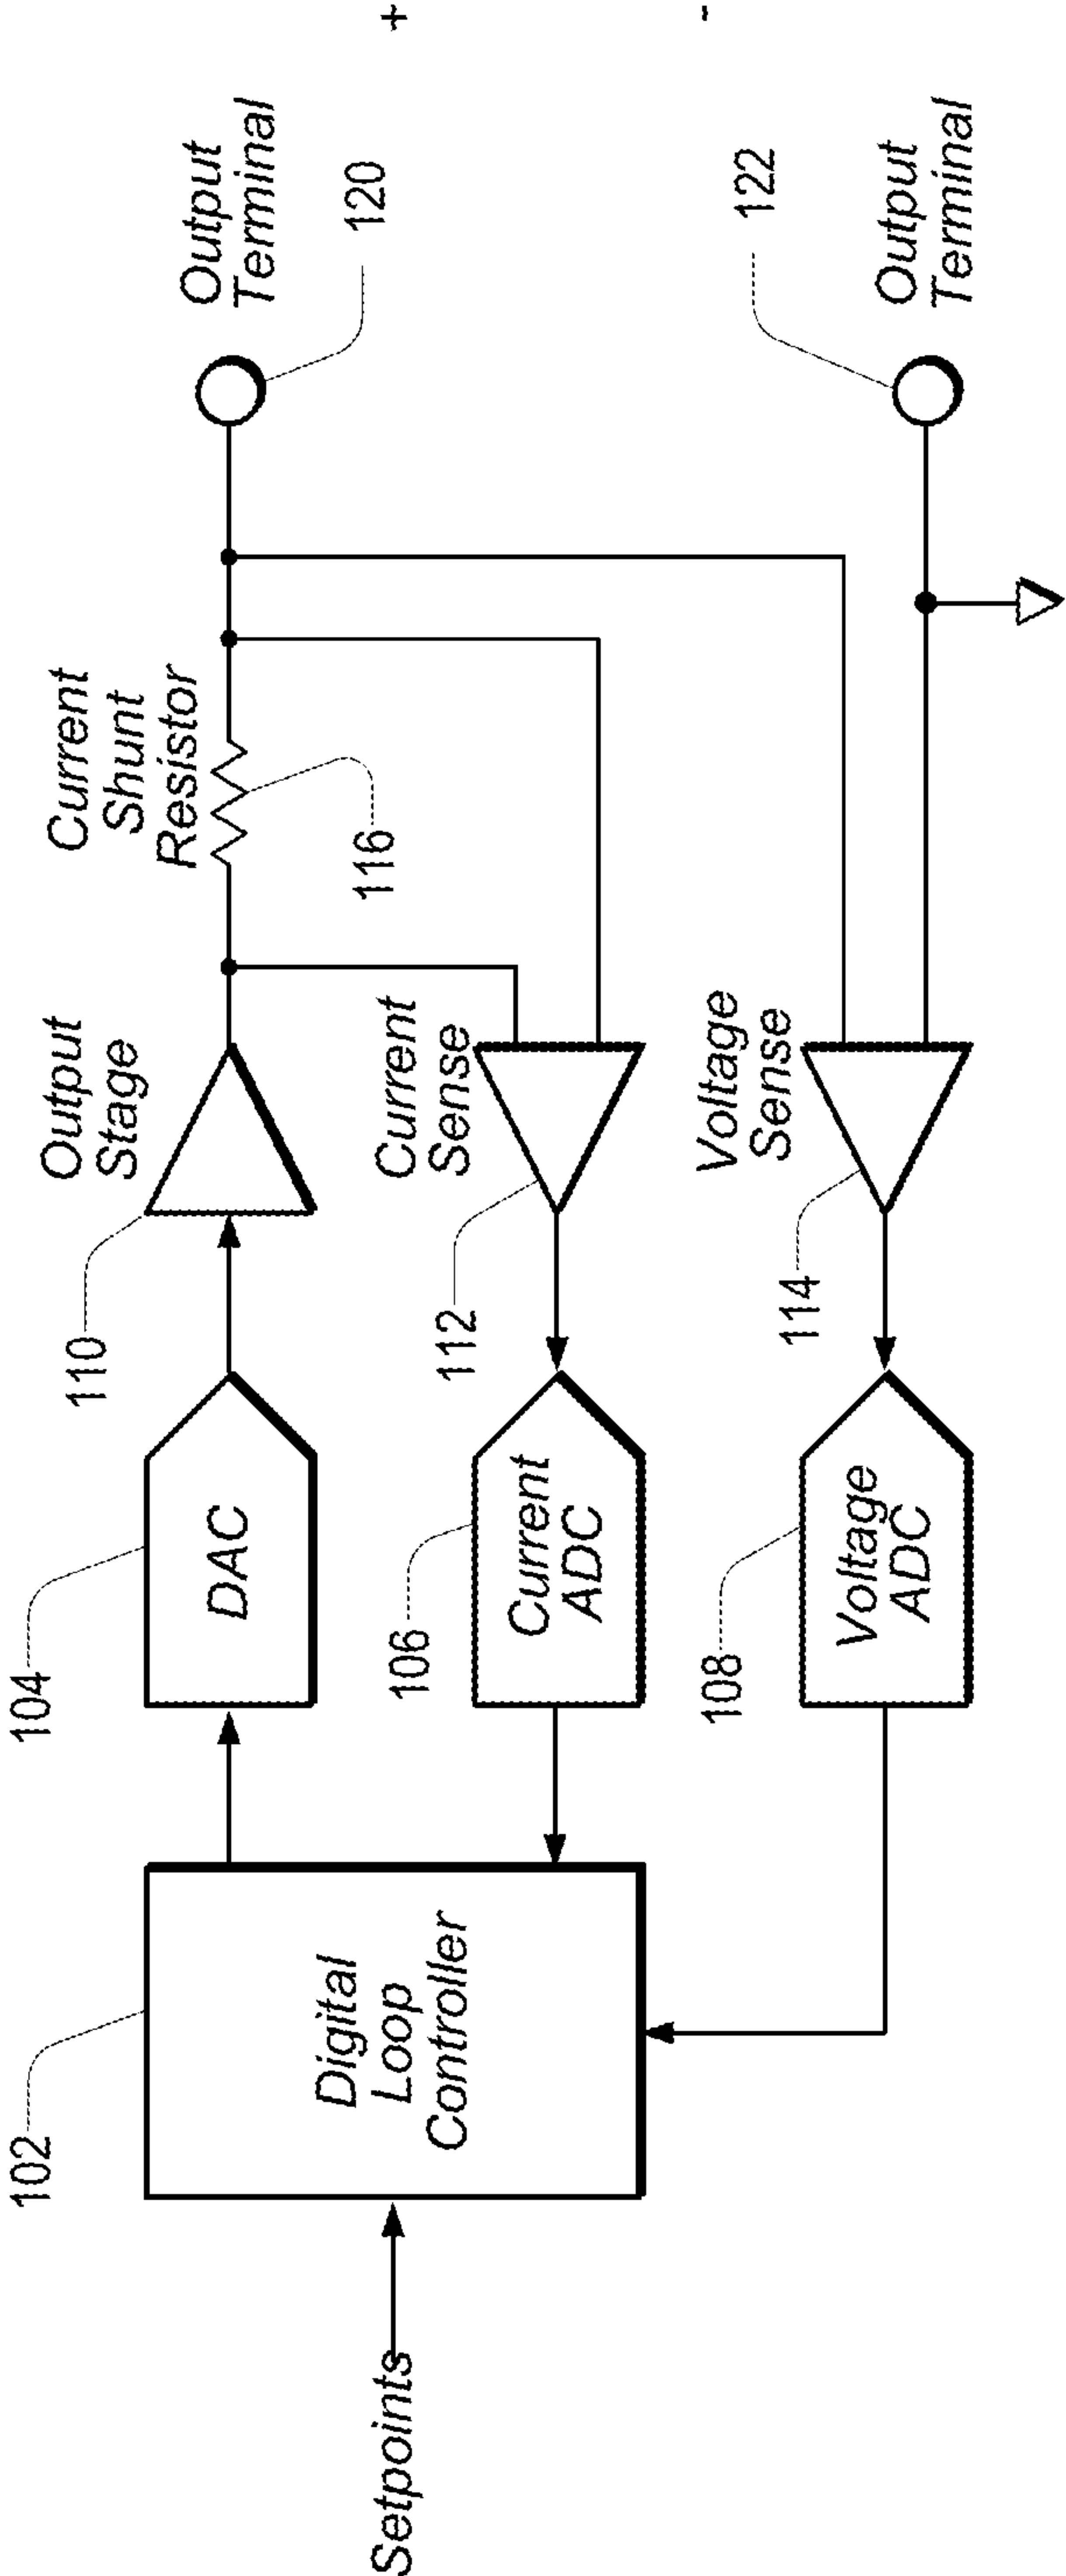 Setpoints
102
Digital
Loop
Controller
104
DAC
110
Output
Stage
Current
Shunt
Resistor
116
Output
Terminal
120
+
106
Current
ADC
112
Current
Sense
108
Voltage
ADC
114
Voltage
Sense
122
-
Output
Terminal